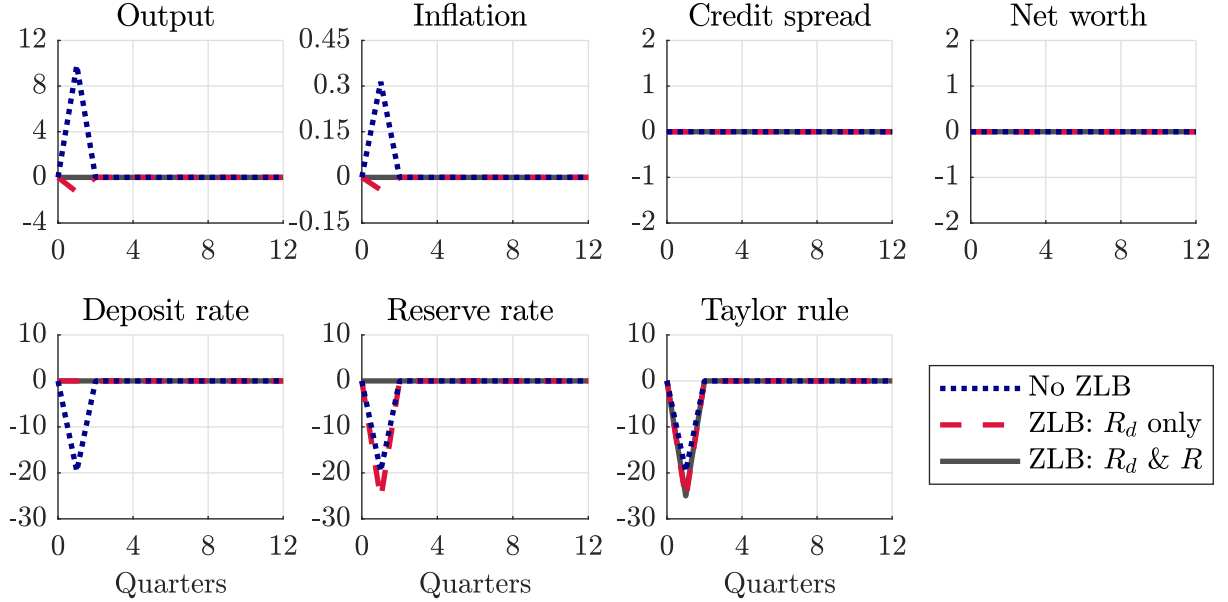 Output
12
8
4
0
-4
0 4 8 12
Inflation
0.45
0.3
0.15
0
-0.15
0 4 8 12
Credit spread
2
1
0
-1
-2
0 4 8 12
Net worth
2
1
0
-1
-2
0 4 8 12
Deposit rate
10
0
-10
-20
-30
0 4 8 12
Quarters
Reserve rate
10
0
-10
-20
-30
0 4 8 12
Quarters
Taylor rule
10
0
-10
-20
-30
0 4 8 12
Quarters
No ZLB
ZLB: R_d only
ZLB: R_d & R